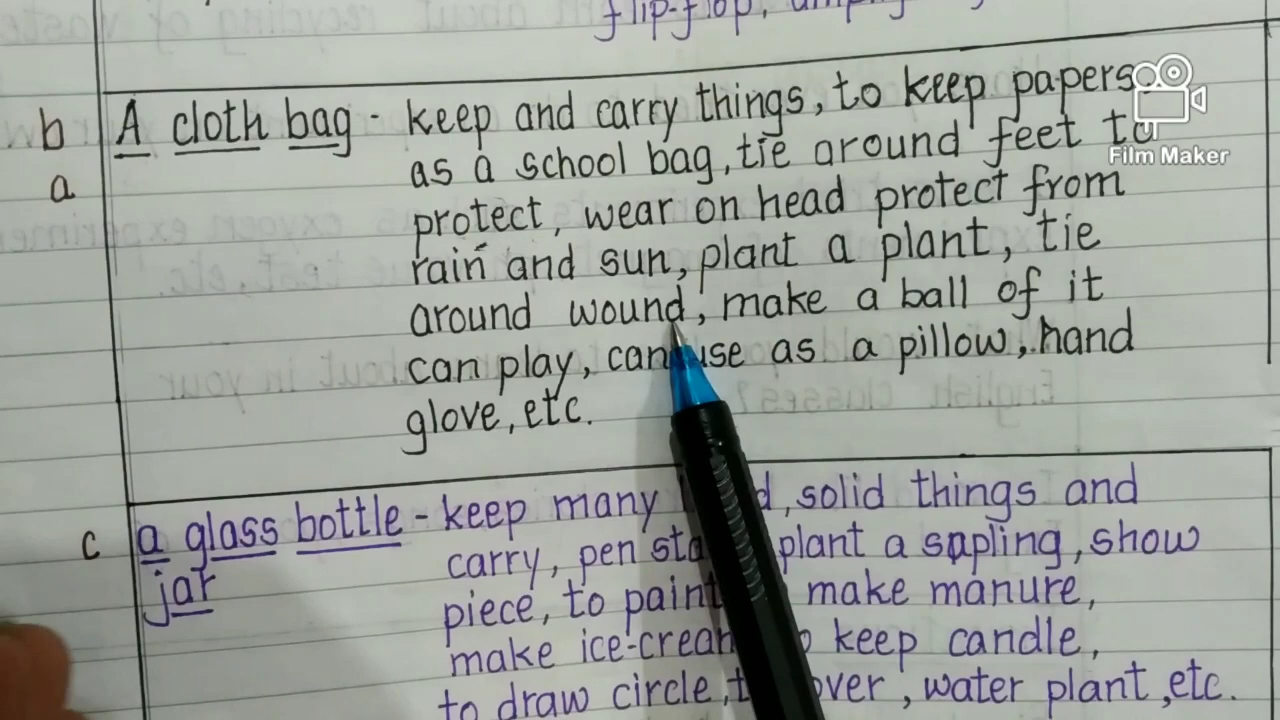 flip-flop,
b A cloth bag - keep and carry things, to keep papers
a as a school bag, tie around feet to
Film Maker
protect, wear on head protect from
rain and sun, plant a plant, tie
around wound, make a ball of it
can play, can use as a pillow, hand
glove, etc.
c a glass bottle - keep many solid things and
jar carry, pen plant a sapling, show
piece, to paint make manure,
make keep candle,
to draw circle, water plant, etc.